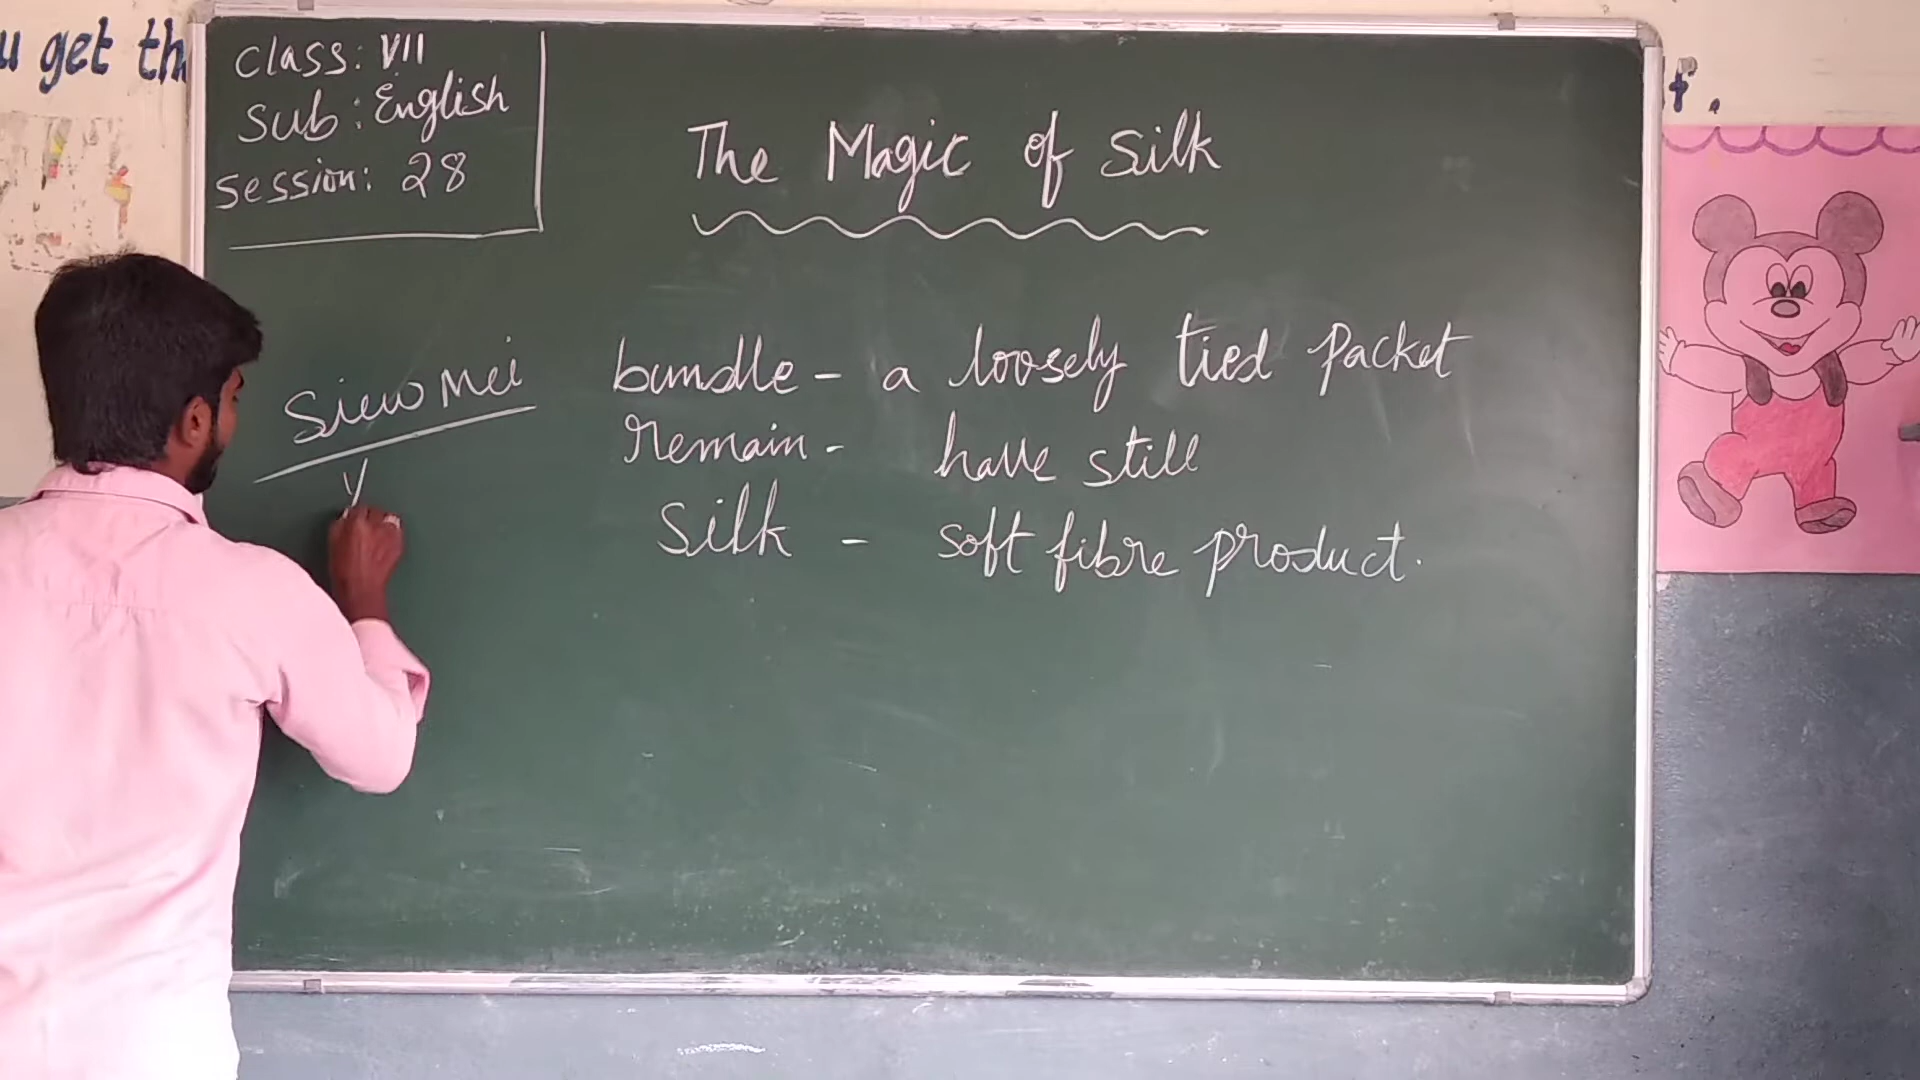 u get th
t.
Class: VII
Sub: English
Session: 28
The Magic of Silk
Siew Mei
y
bundle - a loosely tied packet
remain - have still
Silk - soft fibre product.